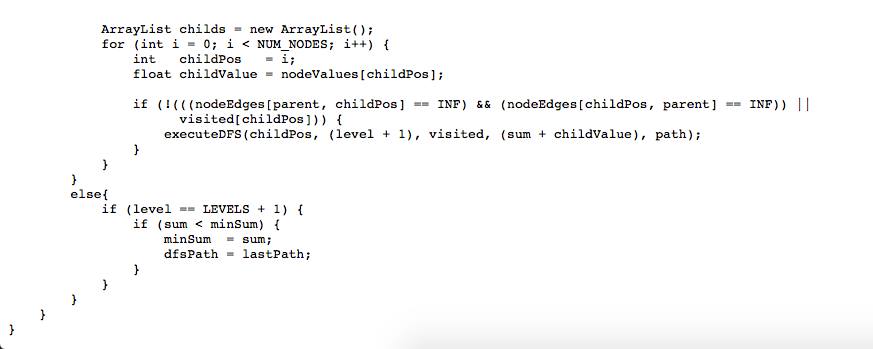 ArrayList childs = new ArrayList();
for (int i = 0; i < NUM_NODES; i++) {
int   childPos   = i;
float childValue = nodeValues[childPos];
if (!(((nodeEdges[parent, childPos] == INF) && (nodeEdges[childPos, parent] == INF)) ||
visited[childPos])) {
executeDFS(childPos, (level + 1), visited, (sum + childValue), path);
}
}
}
else{
if (level == LEVELS + 1) {
if (sum < minSum) {
minSum  = sum;
dfsPath = lastPath;
}
}
}
}
}